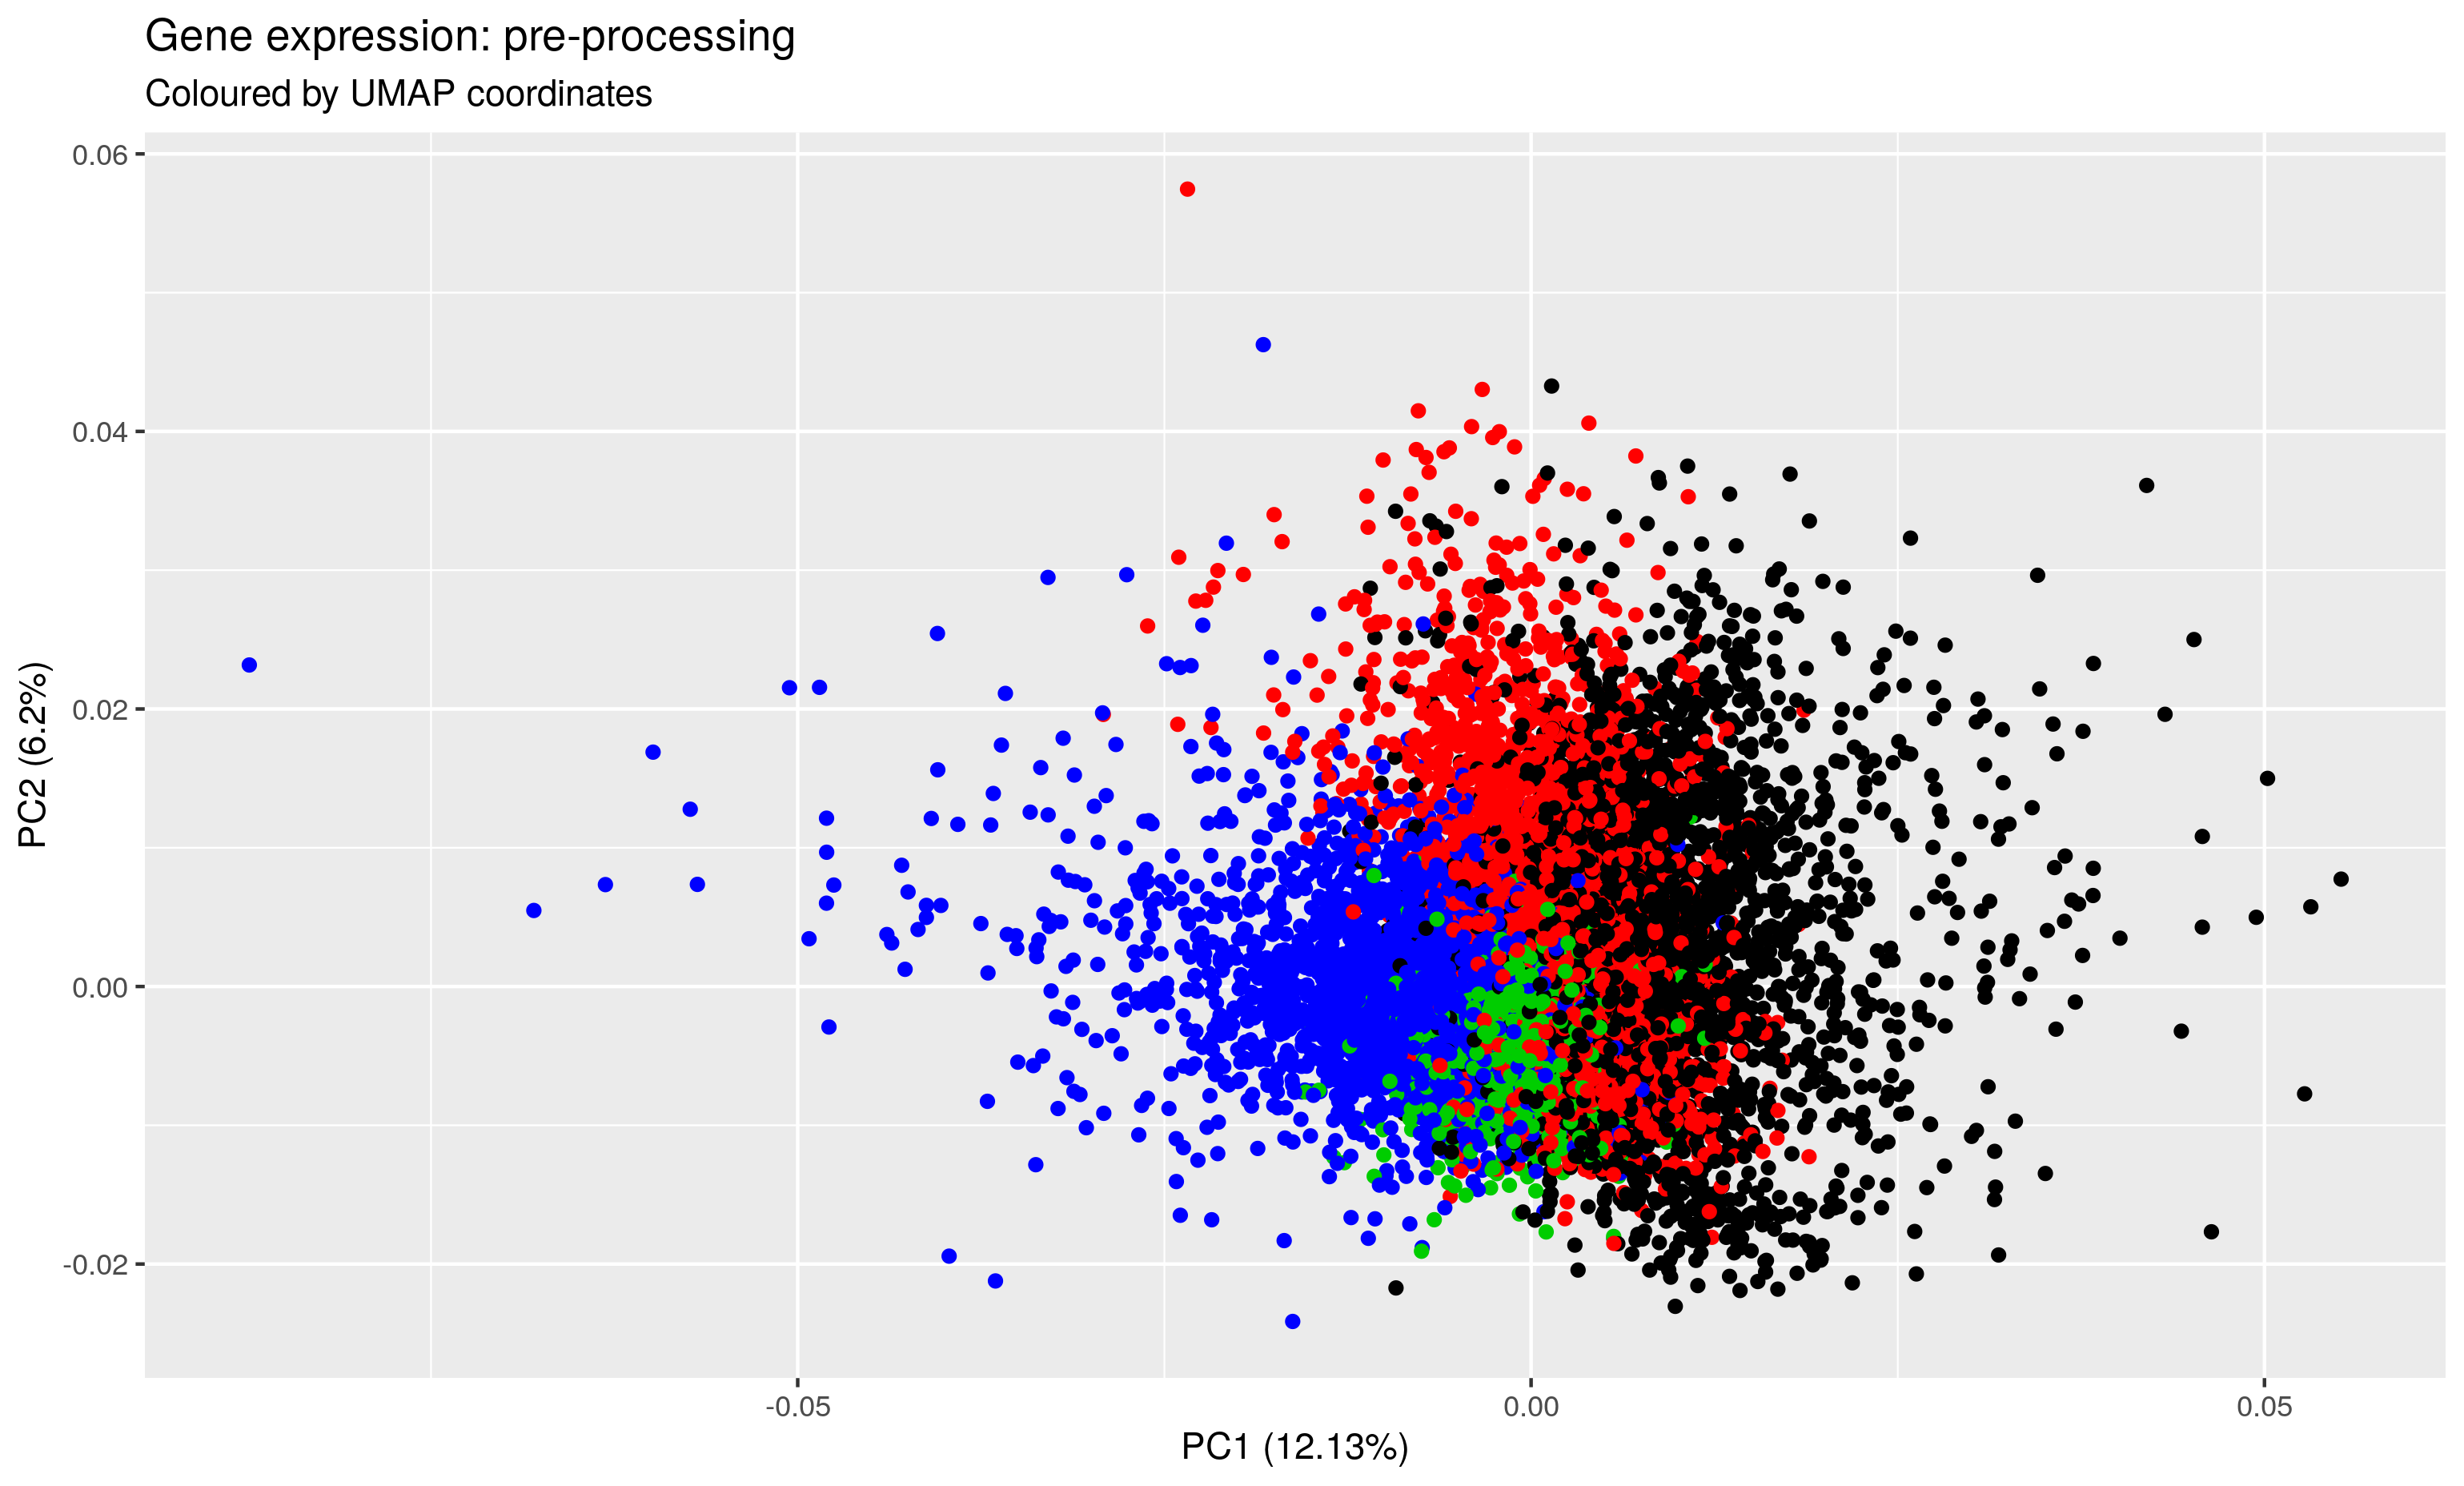 Gene expression: pre-processing
Coloured by UMAP coordinates
0.06
0.04
0.02
0.00
-0.02
PC2 (6.2%)
-0.05
0.00
0.05
PC1 (12.13%)